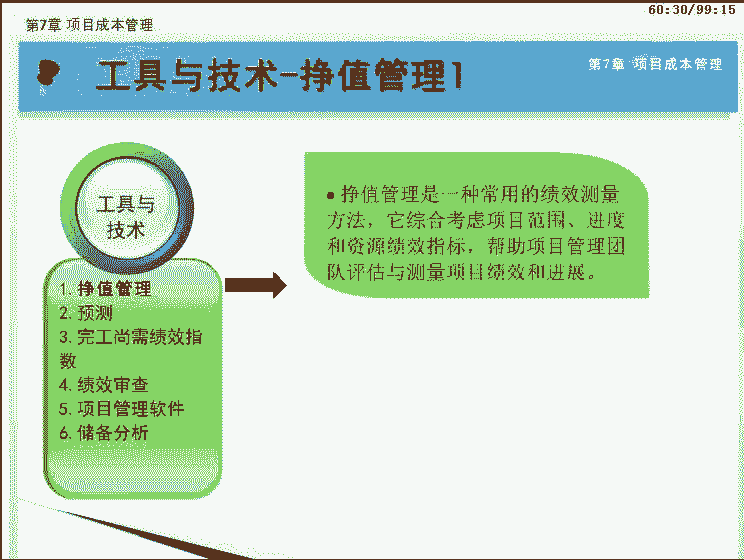 60:30/99:15
第7章 项目成本管理
工具与技术-挣值管理1
第7章 项目成本管理
工具与
技术
1. 挣值管理
2. 预测
3. 完工尚需绩效指
数
4. 绩效审查
5. 项目管理软件
6. 储备分析
• 挣值管理是一种常用的绩效测量
方法，它综合考虑项目范围、进度
和资源绩效指标，帮助项目管理团
队评估与测量项目绩效和进展。